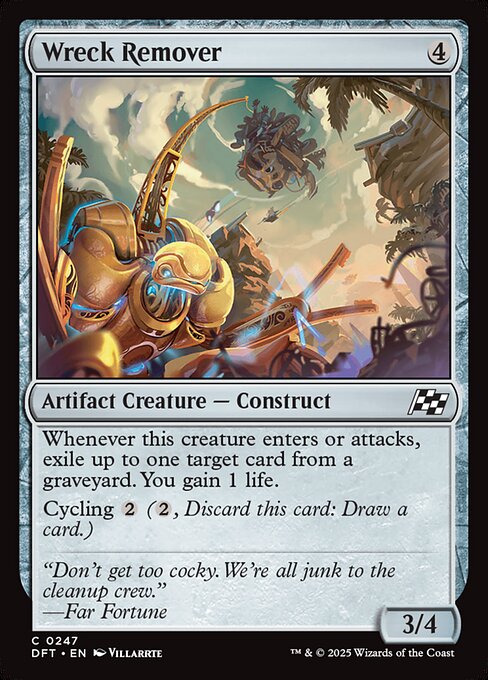 Wreck Remover 4
Artifact Creature — Construct
Whenever this creature enters or attacks,
exile up to one target card from a
graveyard. You gain 1 life.
Cycling 2 (2, Discard this card: Draw a
card.)
“Don’t get too cocky. We’re all junk to the
cleanup crew.”
—Far Fortune
3/4
C 0247
DFT • EN VILLARRTE
™ & © 2025 Wizards of the Coast